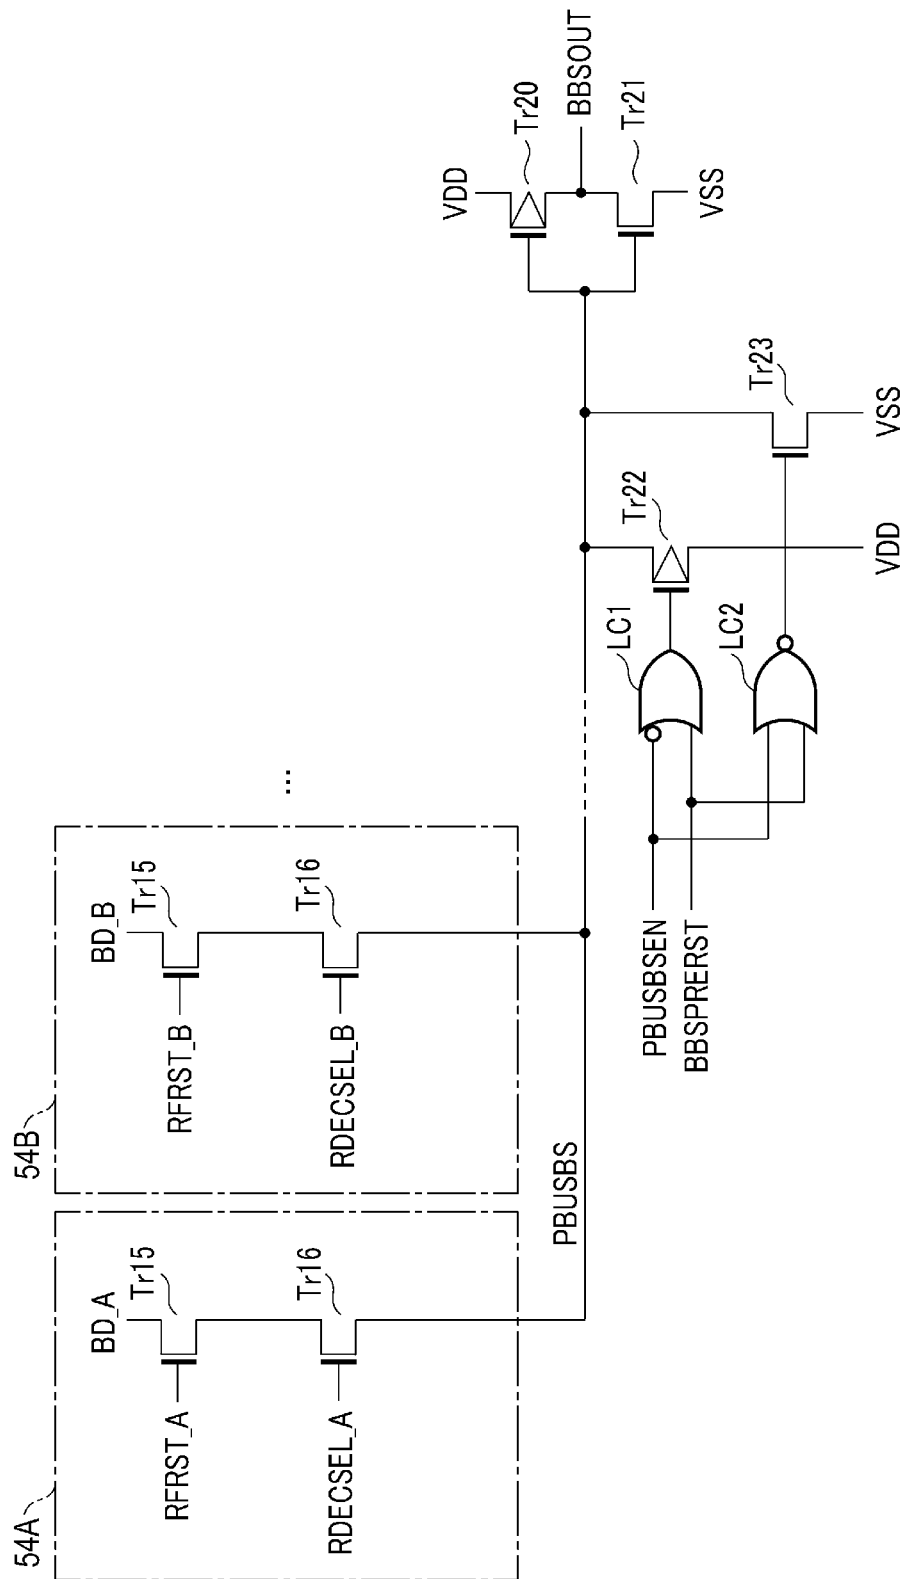 54A
BD_A
Tr15
RFRST_A
Tr16
RDECSEL_A
54B
BD_B
Tr15
RFRST_B
Tr16
RDECSEL_B
...
PBUSBS
PBUSBSEN
BBSPRERST
LC1
LC2
Tr22
VDD
Tr23
VSS
VDD
Tr20
BBSOUT
Tr21
VSS